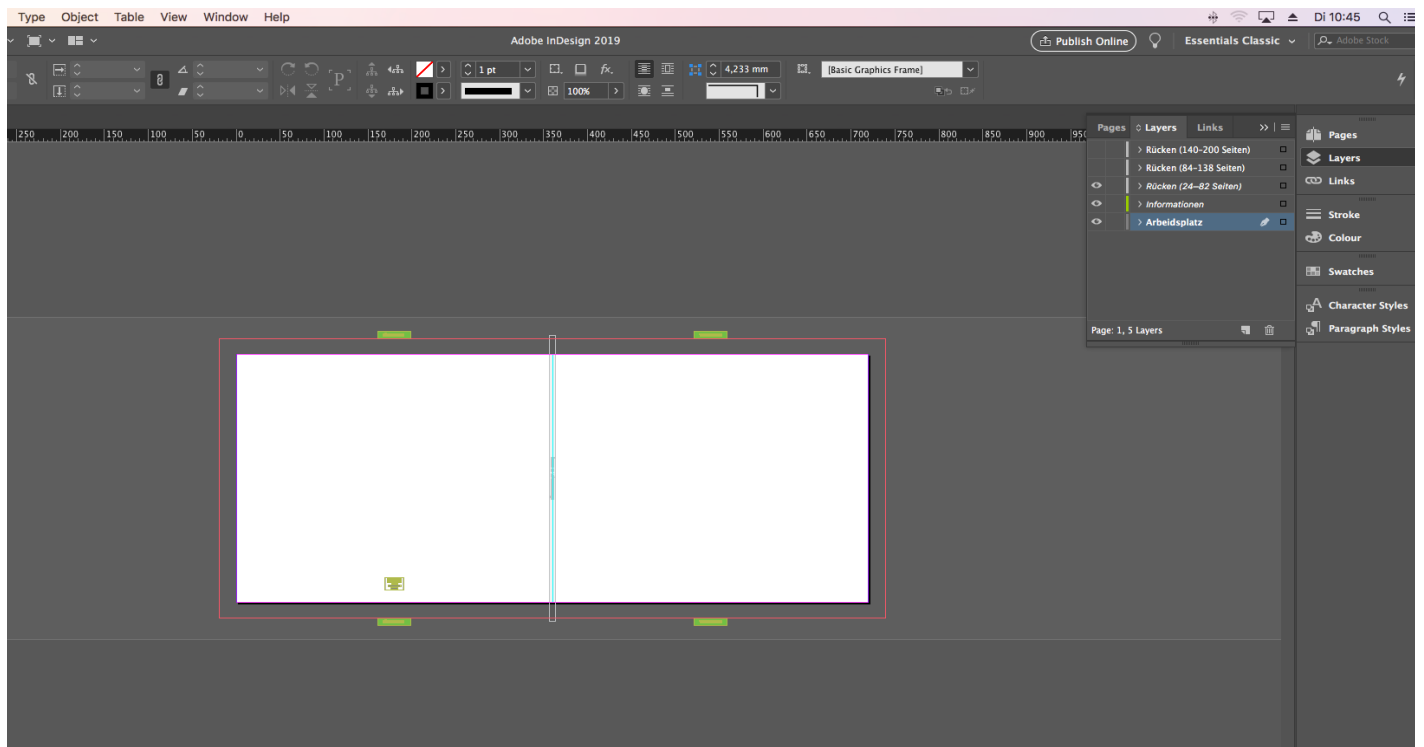 Type Object Table View Window Help
Di 10:45
Adobe InDesign 2019
Publish Online
Essentials Classic
Adobe Stock
1 pt
fx.
4,233 mm
[Basic Graphics Frame]
P
100%
250 200 150 100 50 0 50 100 150 200 250 300 350 400 450 500 550 600 650 700 750 800 850 900 950
Pages Layers Links
Rücken (140-200 Seiten)
Rücken (84-138 Seiten)
Rücken (24–82 Seiten)
Informationen
Arbeidsplatz
Page: 1, 5 Layers
Pages
Layers
Links
Stroke
Colour
Swatches
Character Styles
Paragraph Styles